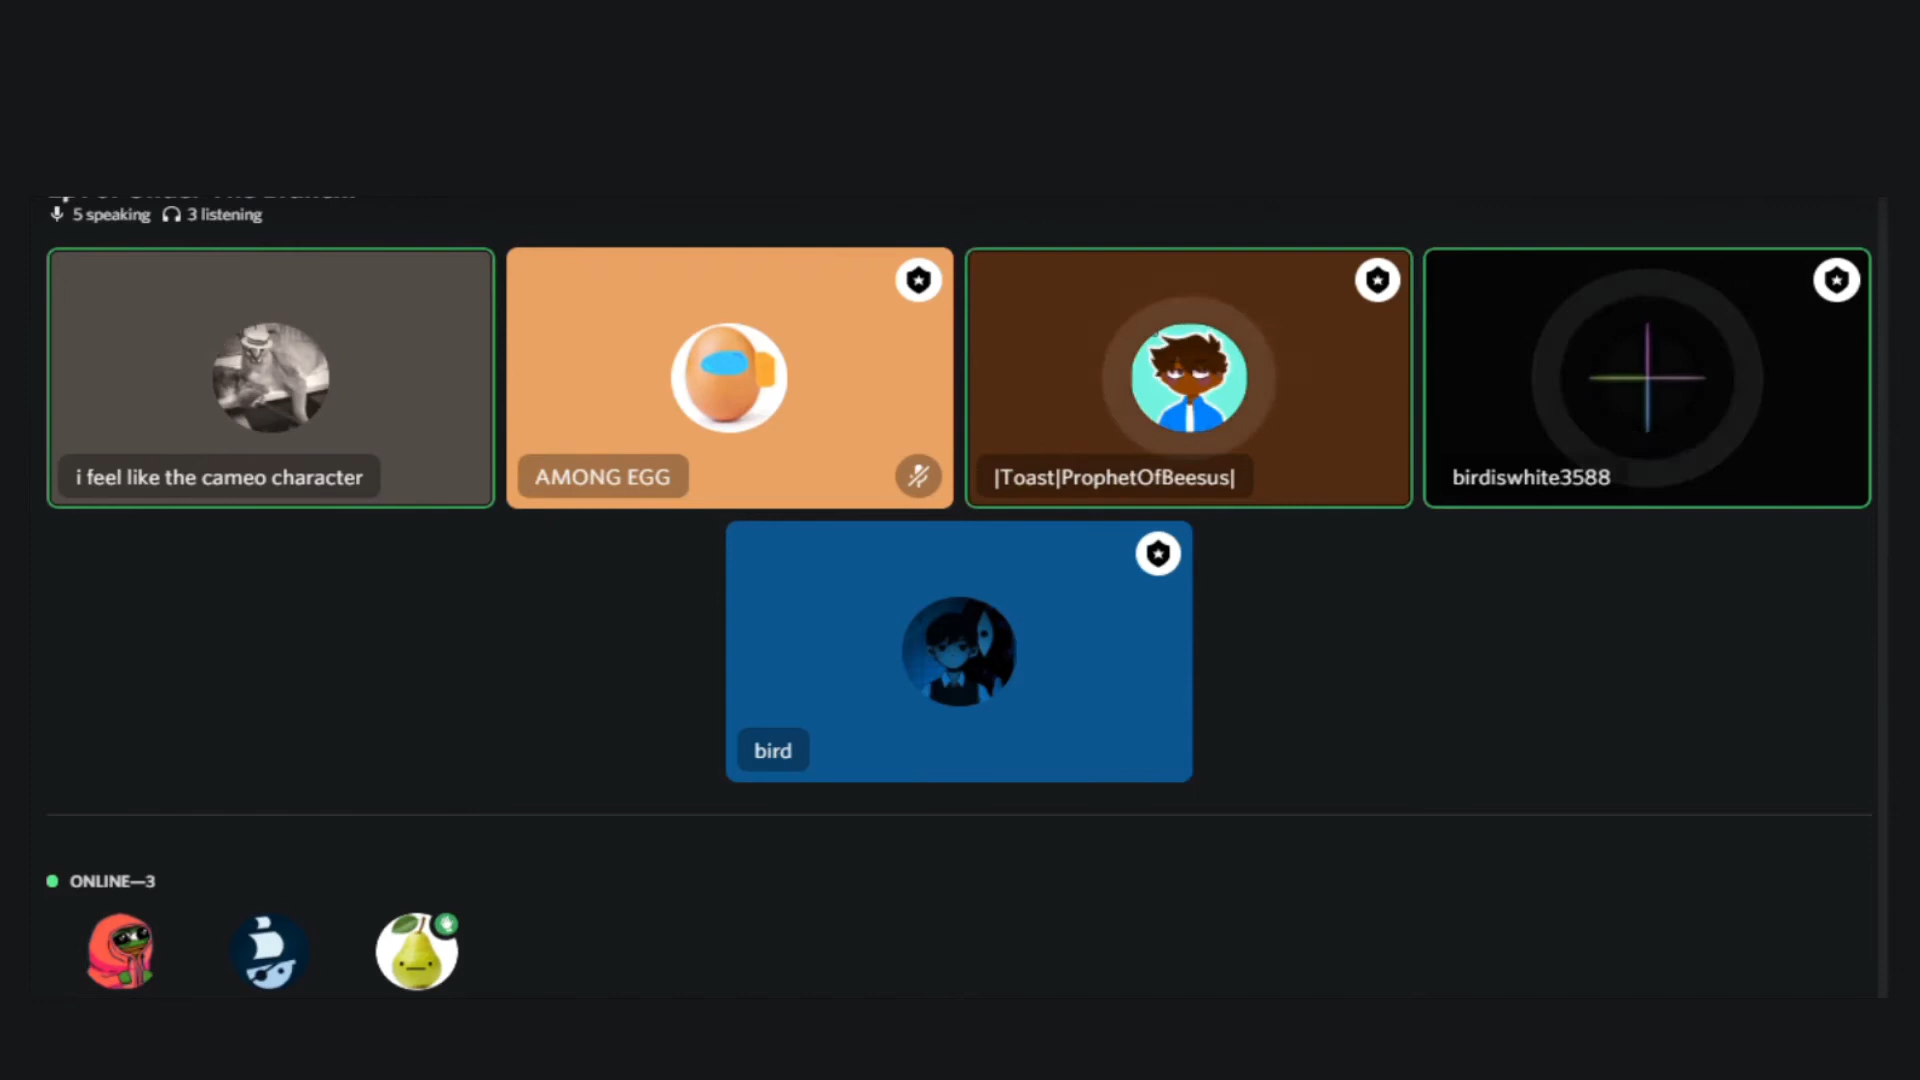 5 speaking 3 listening
i feel like the cameo character
AMONG EGG
|Toast|ProphetOfBeesus|
birdiswhite3588
bird
ONLINE—3